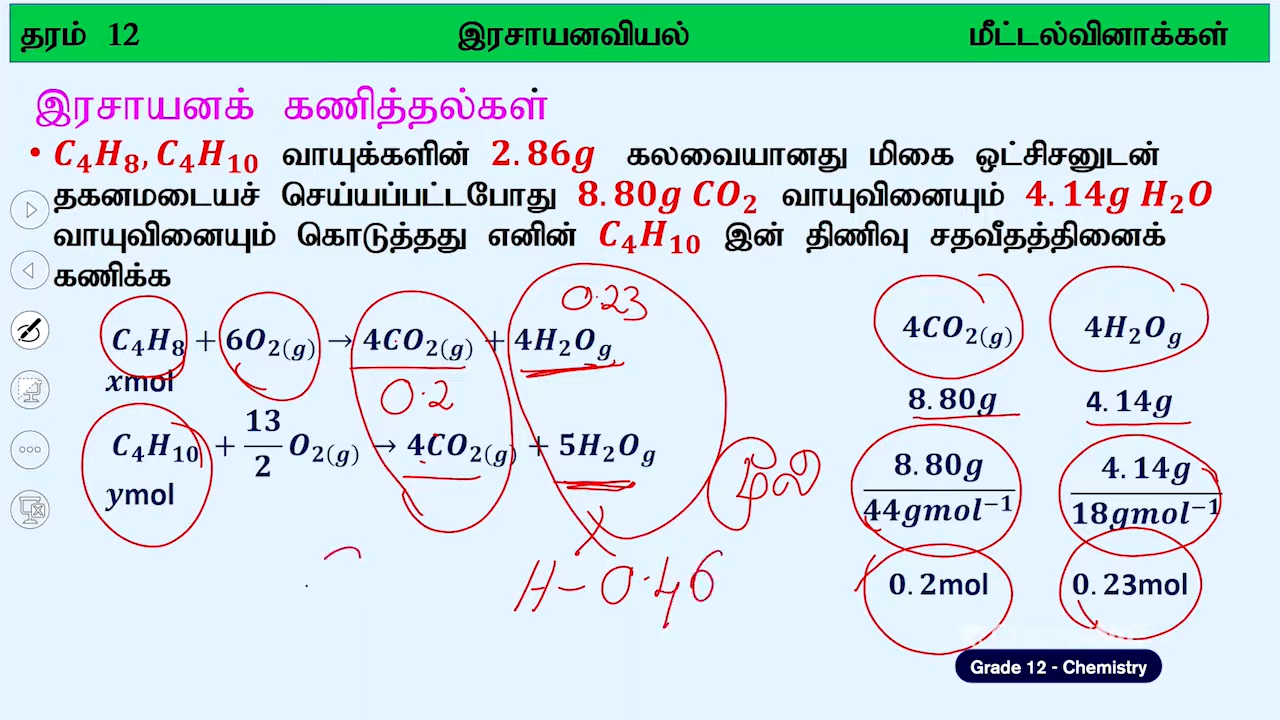 தரம் 12 இரசாயனவியல் மீட்டல்வினாக்கள்
இரசாயனக் கணித்தல்கள்
• C₄H₈, C₄H₁₀ வாயுக்களின் 2.86g கலவையானது மிகை ஒட்சிசனுடன்
தகனமடையச் செய்யப்பட்டபோது 8.80g CO₂ வாயுவினையும் 4.14g H₂O
வாயுவினையும் கொடுத்தது எனின் C₄H₁₀ இன் திணிவு சதவீதத்தினைக்
கணிக்க
0.23
C₄H₈ + 6O₂(g) → 4CO₂(g) + 4H₂Og
xmol
0.2
C₄H₁₀ + 13/2 O₂(g) → 4CO₂(g) + 5H₂Og
ymol
H - 0.46
4CO₂(g) 4H₂Og
8.80g 4.14g
8.80g/44gmol⁻¹ 4.14g/18gmol⁻¹
0.2mol 0.23mol
Grade 12 - Chemistry